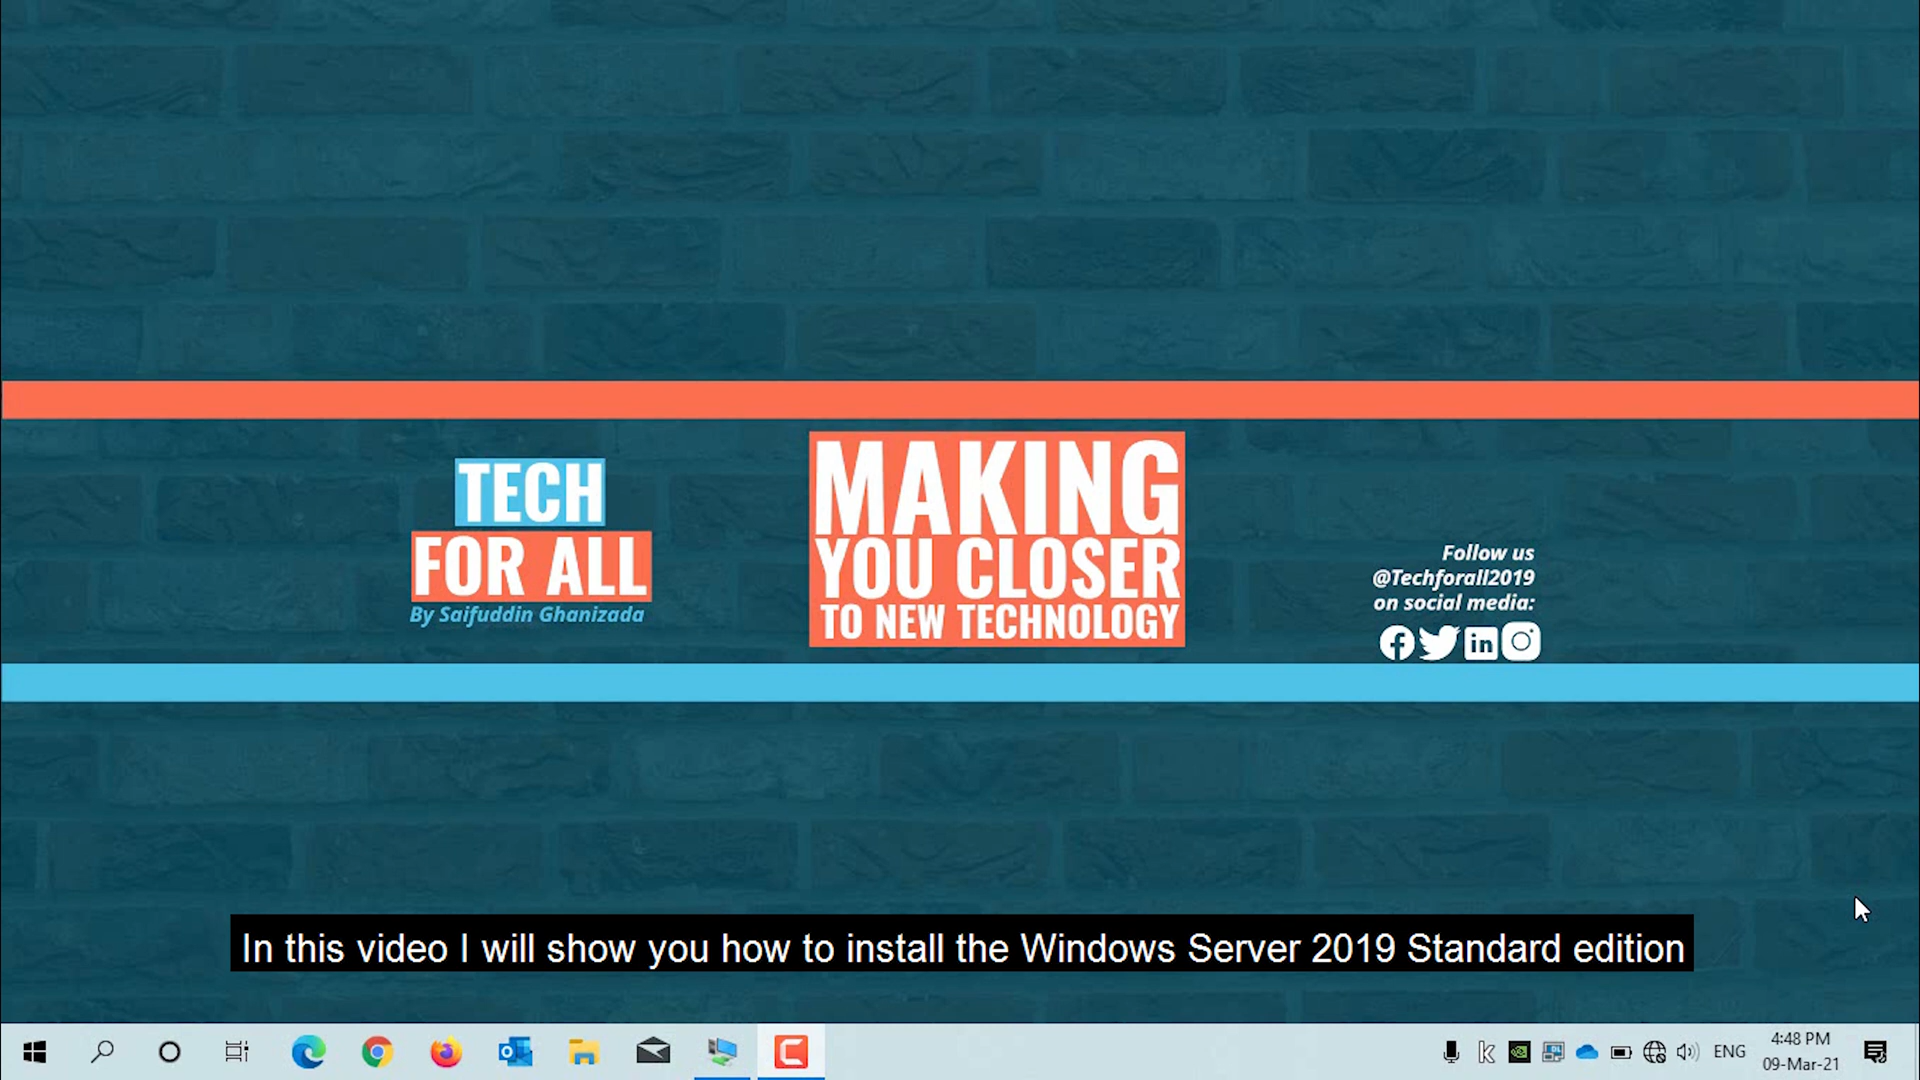 TECH
FOR ALL
By Saifuddin Ghanizada
MAKING
YOU CLOSER
TO NEW TECHNOLOGY
Follow us
@Techforall2019
on social media:
In this video I will show you how to install the Windows Server 2019 Standard edition
ENG
4:48 PM
09-Mar-21